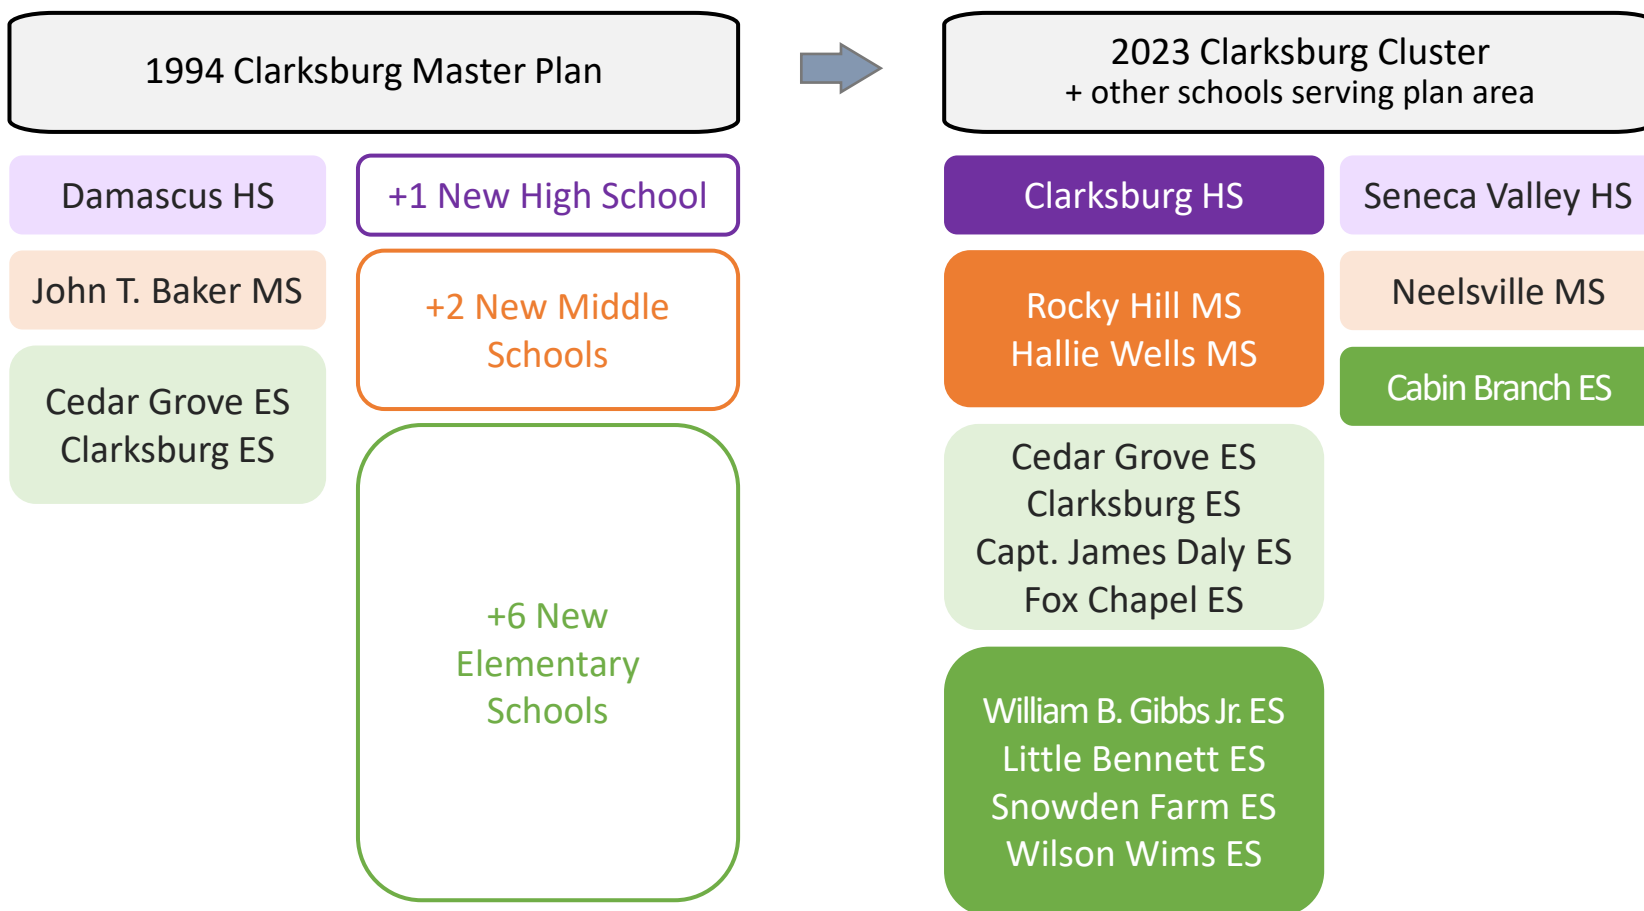 1994 Clarksburg Master Plan
2023 Clarksburg Cluster
+ other schools serving plan area
Damascus HS
+1 New High School
John T. Baker MS
+2 New Middle
Schools
Cedar Grove ES
Clarksburg ES
+6 New
Elementary
Schools
Clarksburg HS
Seneca Valley HS
Rocky Hill MS
Hallie Wells MS
Neelsville MS
Cabin Branch ES
Cedar Grove ES
Clarksburg ES
Capt. James Daly ES
Fox Chapel ES
William B. Gibbs Jr. ES
Little Bennett ES
Snowden Farm ES
Wilson Wims ES